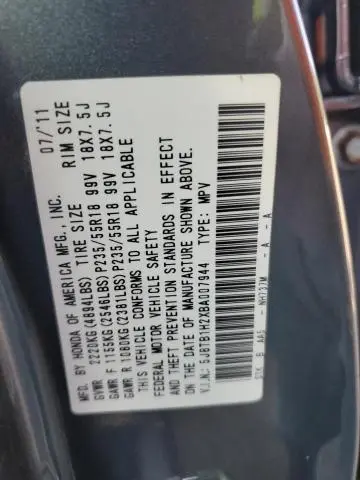 MFD. BY HONDA OF AMERICA MFG., INC. 07/'11
2220KG(4894LBS) TIRE SIZE RIM SIZE
GVWR
GAWR F 1155KG(2546LBS)P235/55R18 99V 18X7.5J
GAWR R 1080KG(2381LBS)P235/55R18 99V 18X7.5J
THIS VEHICLE CONFORMS TO ALL APPLICABLE
FEDERAL MOTOR VEHICLE SAFETY
AND THEFT PREVENTION STANDARDS IN EFFECT
ON THE DATE OF MANUFACTURE SHOWN ABOVE.
V.I.N.: 5J8TB1H2XBA007944 TYPE: MPV
STK B AA5 NH737M - A - A